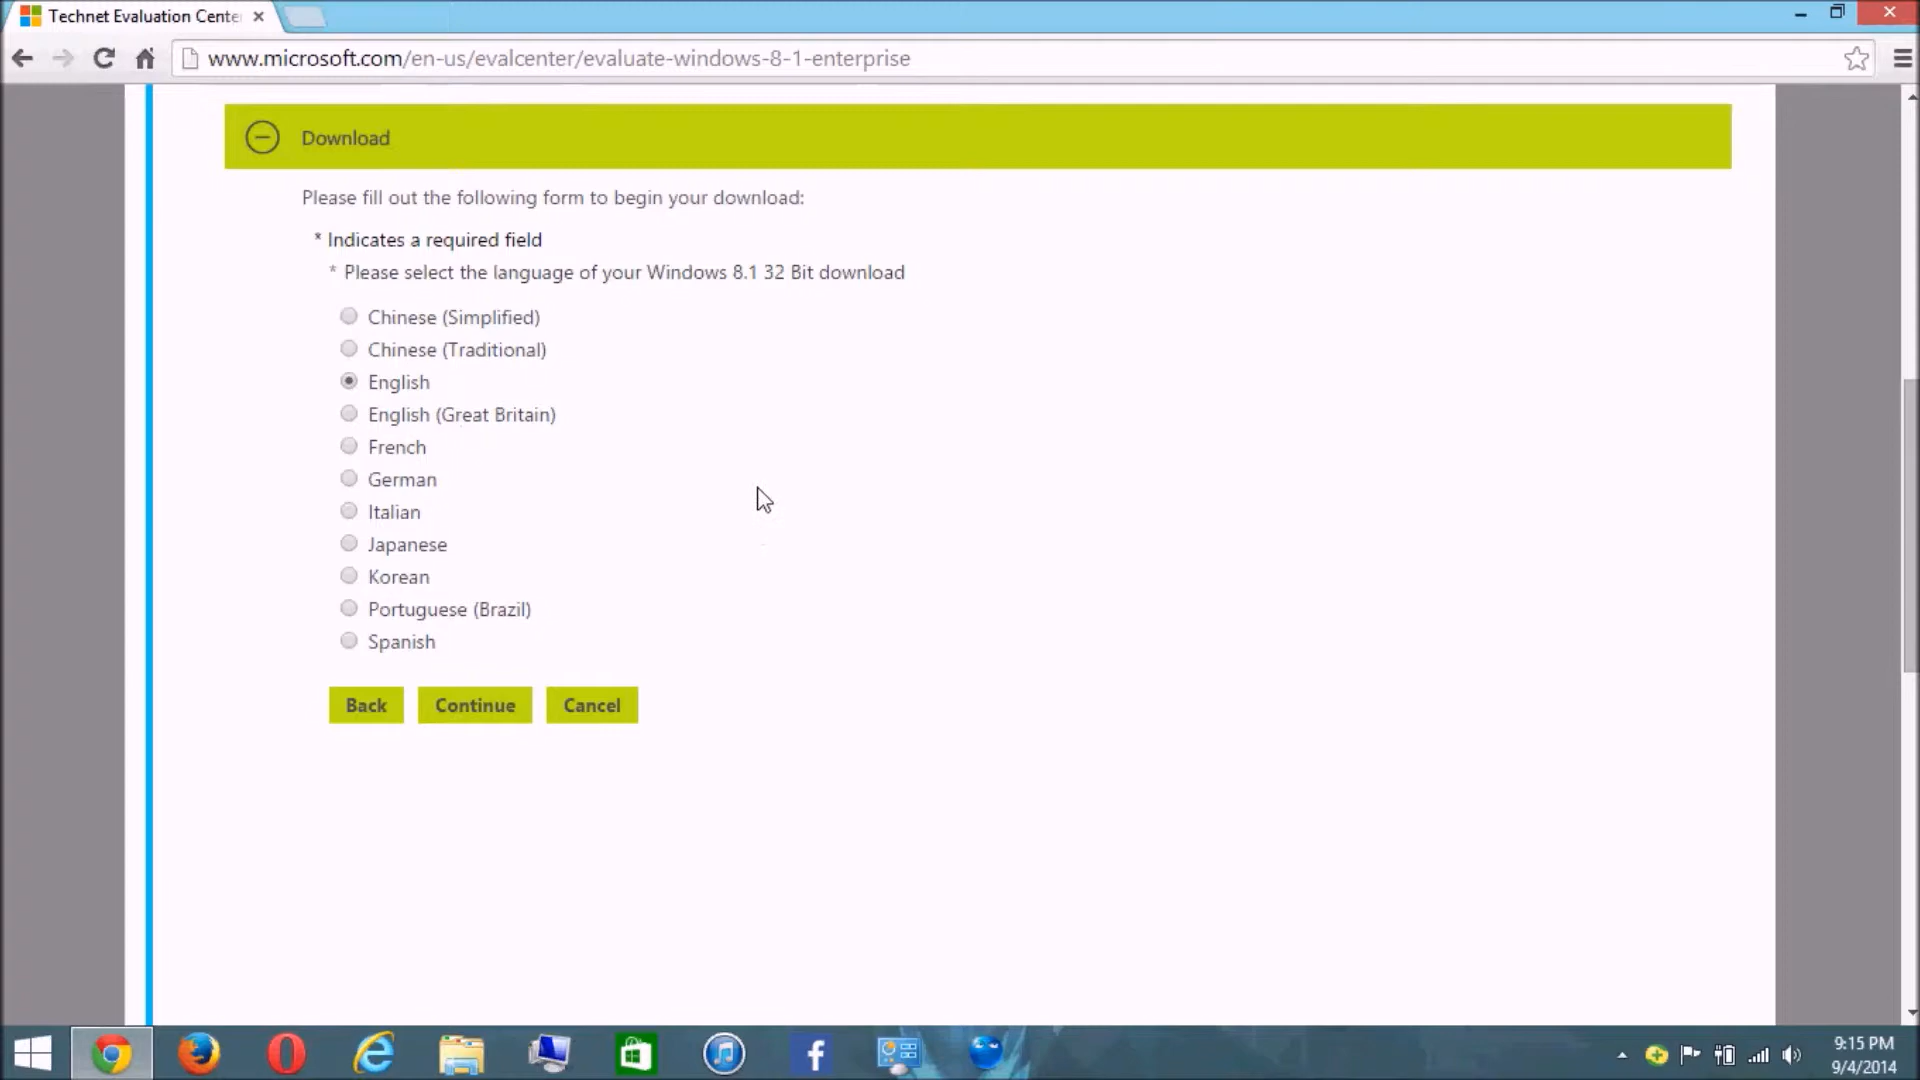 Technet Evaluation Cente
www.microsoft.com/en-us/evalcenter/evaluate-windows-8-1-enterprise
Download
Please fill out the following form to begin your download:
* Indicates a required field
* Please select the language of your Windows 8.1 32 Bit download
Chinese (Simplified)
Chinese (Traditional)
English
English (Great Britain)
French
German
Italian
Japanese
Korean
Portuguese (Brazil)
Spanish
Back Continue Cancel
9:15 PM
9/4/2014